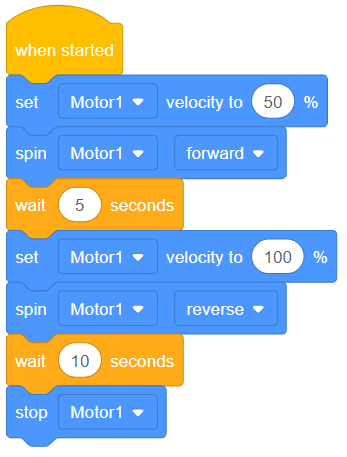 when started
set Motor1 velocity to 50 %
spin Motor1 forward
wait 5 seconds
set Motor1 velocity to 100 %
spin Motor1 reverse
wait 10 seconds
stop Motor1